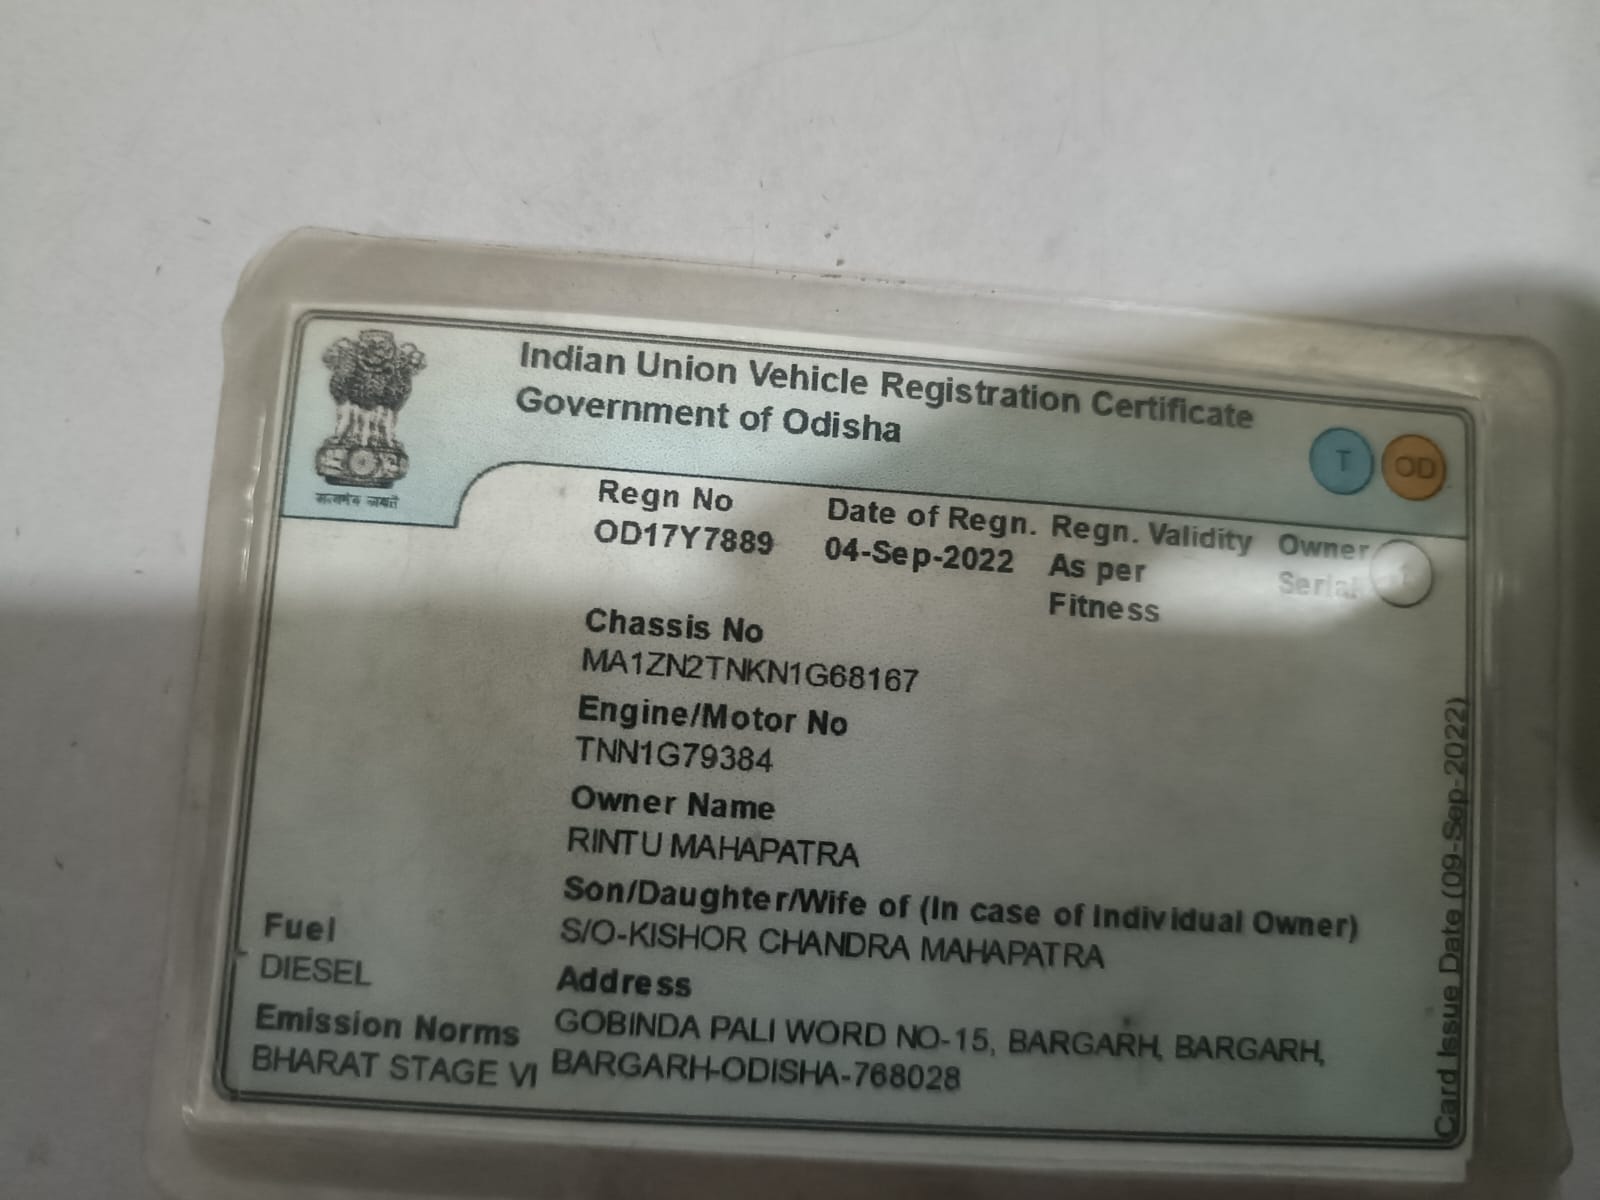 Indian Union Vehicle Registration Certificate
Government of Odisha
T OD
सत्यमेव जयते
Regn No Date of Regn. Regn. Validity Owner
OD17Y7889 04-Sep-2022 As per Serial
Fitness
Chassis No
MA1ZN2TNKN1G68167
Engine/Motor No
TNN1G79384
Owner Name
RINTU MAHAPATRA
Son/Daughter/Wife of (In case of Individual Owner)
S/O-KISHOR CHANDRA MAHAPATRA
Fuel
DIESEL
Emission Norms
BHARAT STAGE VI
Address
GOBINDA PALI WORD NO-15, BARGARH, BARGARH,
BARGARH-ODISHA-768028
Card Issue Date (09-Sep-2022)